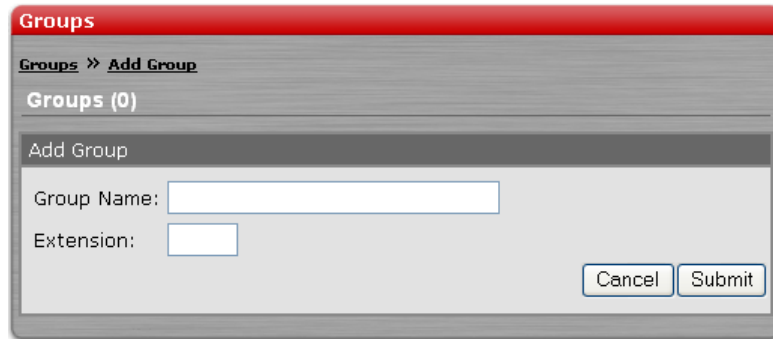 Groups
Groups » Add Group
Groups (0)
Add Group
Group Name:
Extension:
Cancel Submit